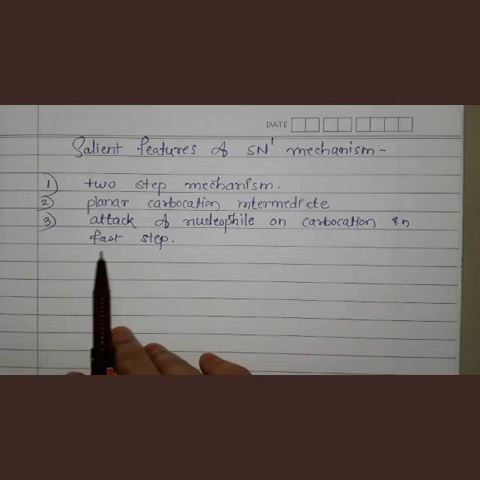 DATE
Salient features of SN¹ mechanism -
1) two step mechanism.
2) planar carbocation intermediete
3) attack of nucleophile on carbocation in
fast step.